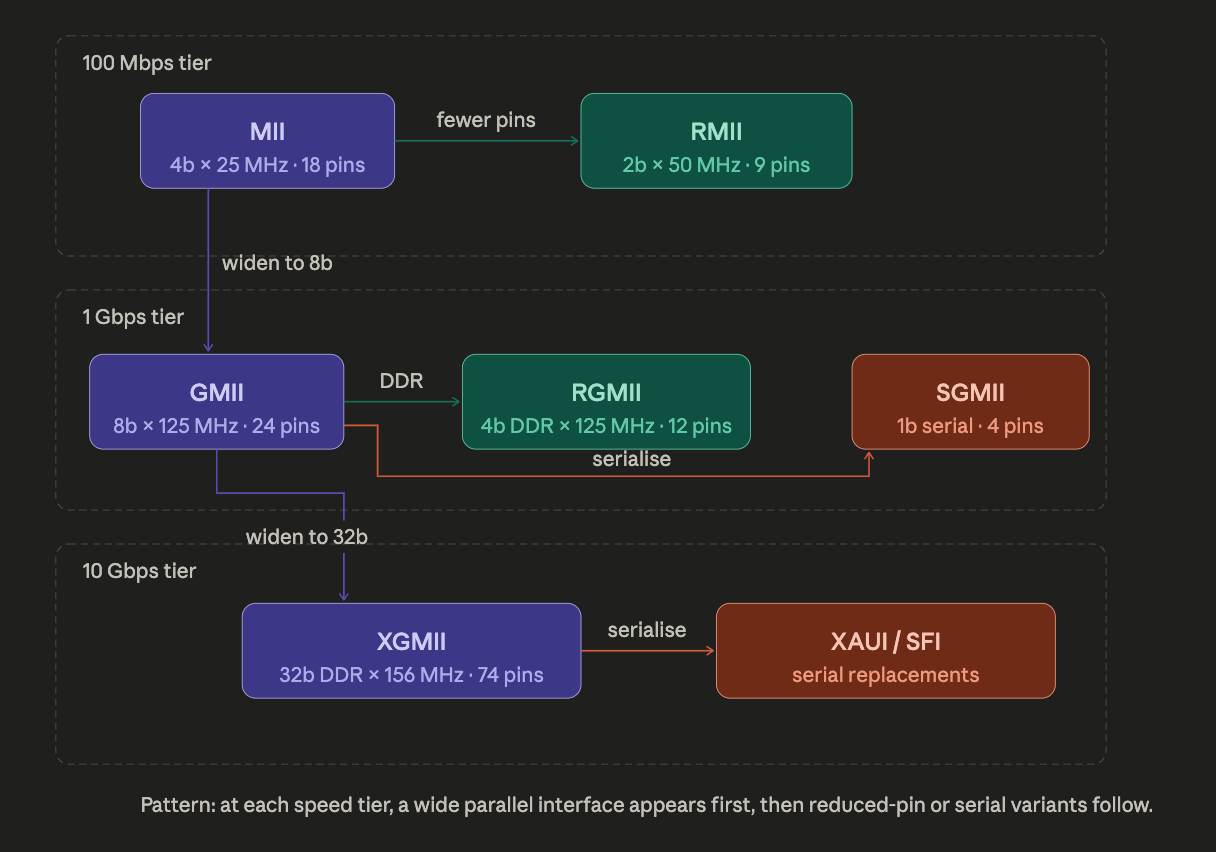 100 Mbps tier
MII
4b × 25 MHz · 18 pins
fewer pins
RMII
2b × 50 MHz · 9 pins
widen to 8b
1 Gbps tier
GMII
8b × 125 MHz · 24 pins
DDR
RGMII
4b DDR × 125 MHz · 12 pins
SGMII
1b serial · 4 pins
serialise
widen to 32b
10 Gbps tier
XGMII
32b DDR × 156 MHz · 74 pins
serialise
XAUI / SFI
serial replacements
Pattern: at each speed tier, a wide parallel interface appears first, then reduced-pin or serial variants follow.